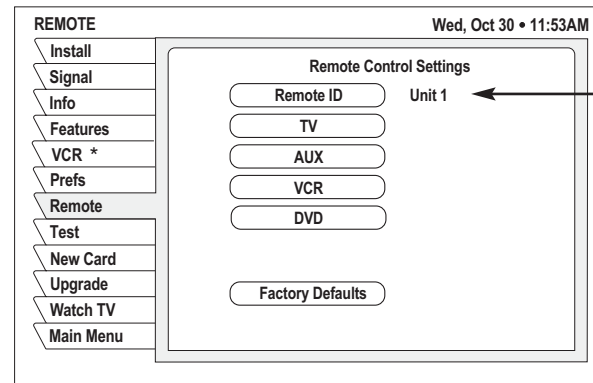 REMOTE
Wed, Oct 30 • 11:53AM
Install
Signal
Info
Features
VCR *
Prefs
Remote
Test
New Card
Upgrade
Watch TV
Main Menu
Remote Control Settings
Remote ID Unit 1
TV
AUX
VCR
DVD
Factory Defaults